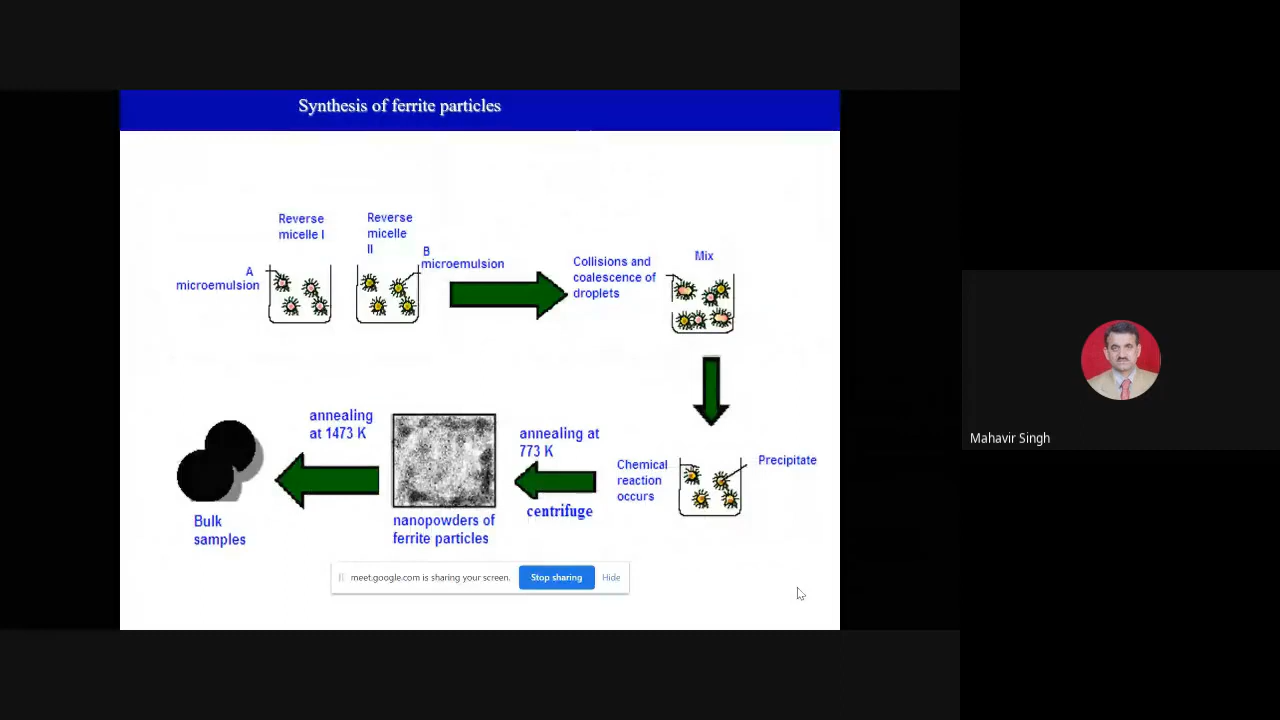 Synthesis of ferrite particles
Reverse
micelle I
Reverse
micelle
II
A
microemulsion
B
microemulsion
Collisions and
coalescence of
droplets
Mix
Chemical
reaction
occurs
Precipitate
annealing at
773 K
centrifuge
nanopowders of
ferrite particles
annealing
at 1473 K
Bulk
samples
meet.google.com is sharing your screen.
Stop sharing
Hide
Mahavir Singh